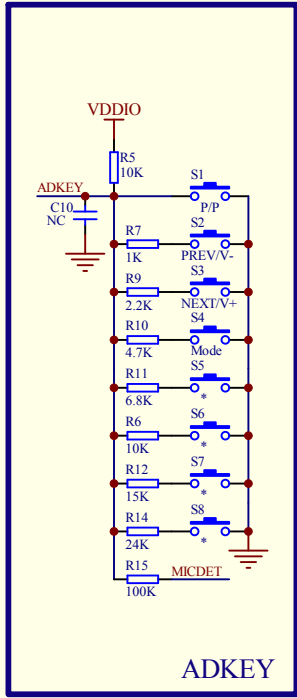 VDDIO
R5
10K
ADKEY
C10
NC
S1
P/P
R7
1K
S2
PREV/V-
R9
2.2K
S3
NEXT/V+
R10
4.7K
S4
Mode
R11
6.8K
S5
*
R6
10K
S6
*
R12
15K
S7
*
R14
24K
S8
*
R15
100K
MICDET
ADKEY